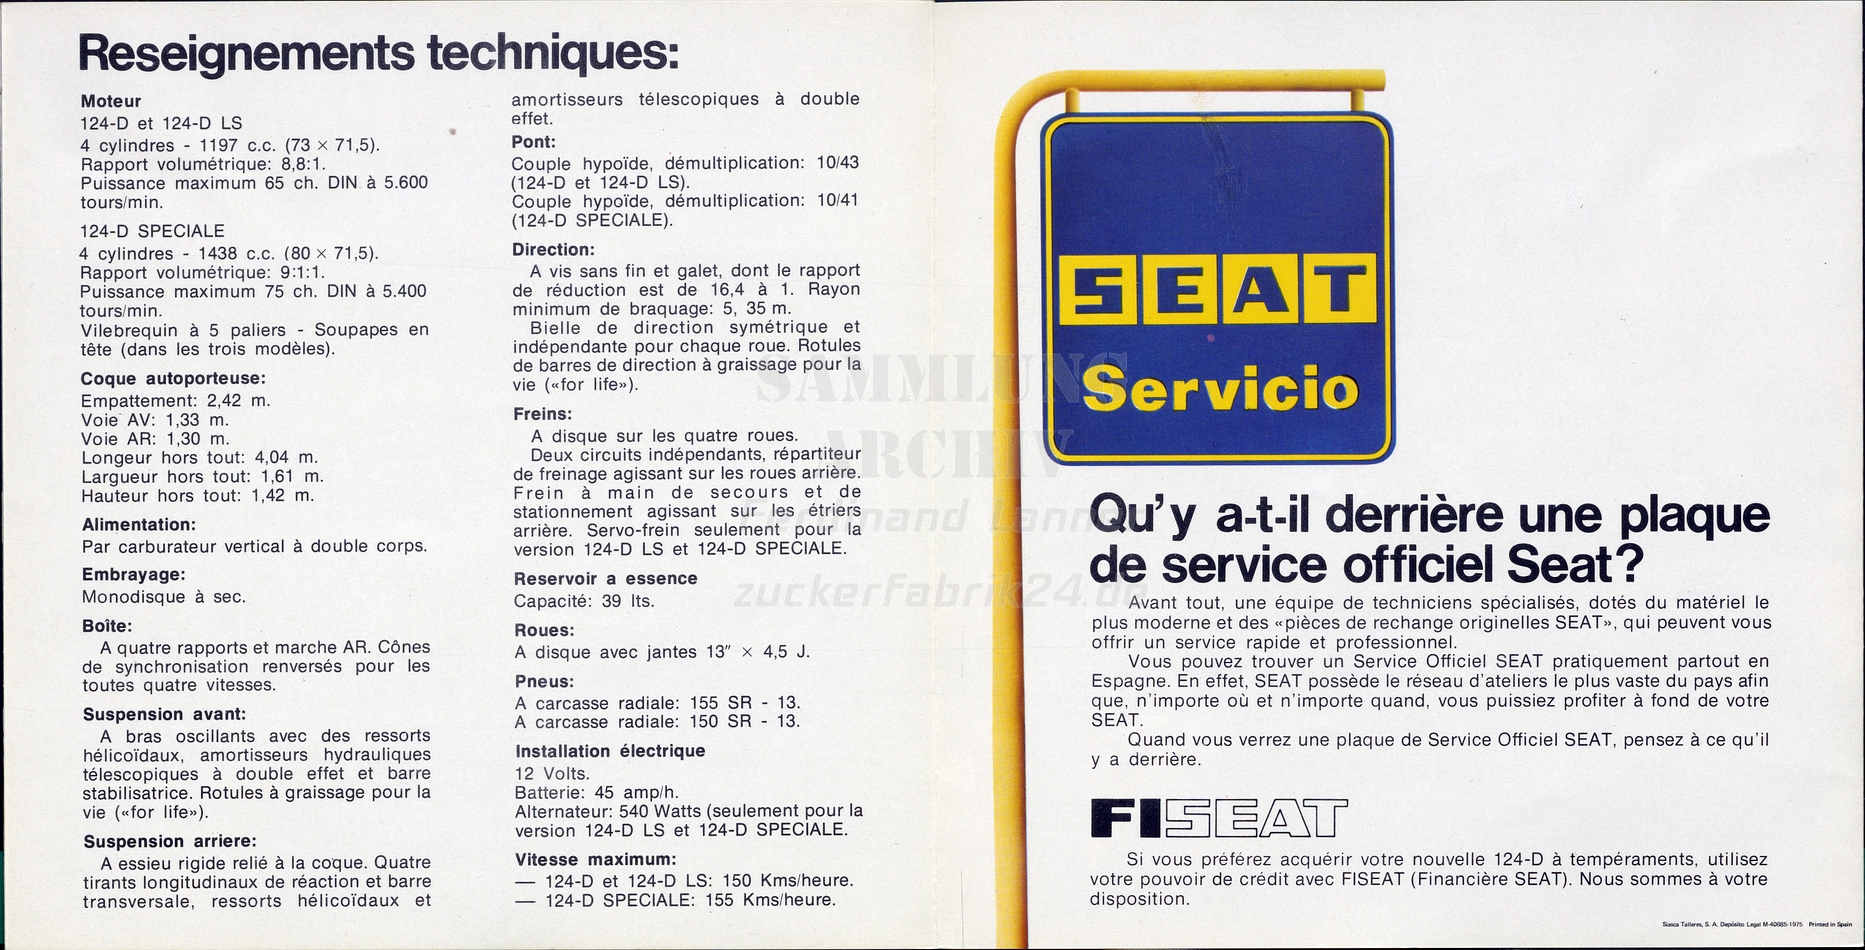 Reseignements techniques:
Moteur
124-D et 124-D LS
4 cylindres - 1197 c.c. (73 × 71,5).
Rapport volumétrique: 8,8:1.
Puissance maximum 65 ch. DIN à 5.600
tours/min.
124-D SPECIALE
4 cylindres - 1438 c.c. (80 × 71,5).
Rapport volumétrique: 9:1:1.
Puissance maximum 75 ch. DIN à 5.400
tours/min.
Vilebrequin à 5 paliers - Soupapes en
tête (dans les trois modèles).
Coque autoporteuse:
Empattement: 2,42 m.
Voie AV: 1,33 m.
Voie AR: 1,30 m.
Longeur hors tout: 4,04 m.
Largueur hors tout: 1,61 m.
Hauteur hors tout: 1,42 m.
Alimentation:
Par carburateur vertical à double corps.
Embrayage:
Monodisque à sec.
Boîte:
A quatre rapports et marche AR. Cônes
de synchronisation renversés pour les
toutes quatre vitesses.
Suspension avant:
A bras oscillants avec des ressorts
hélicoïdaux, amortisseurs hydrauliques
télescopiques à double effet et barre
stabilisatrice. Rotules à graissage pour la
vie («for life»).
Suspension arriere:
A essieu rigide relié à la coque. Quatre
tirants longitudinaux de réaction et barre
transversale, ressorts hélicoïdaux et
amortisseurs télescopiques à double
effet.
Pont:
Couple hypoïde, démultiplication: 10/43
(124-D et 124-D LS).
Couple hypoïde, démultiplication: 10/41
(124-D SPECIALE).
Direction:
A vis sans fin et galet, dont le rapport
de réduction est de 16,4 à 1. Rayon
minimum de braquage: 5, 35 m.
Bielle de direction symétrique et
indépendante pour chaque roue. Rotules
de barres de direction à graissage pour la
vie («for life»).
Freins:
A disque sur les quatre roues.
Deux circuits indépendants, répartiteur
de freinage agissant sur les roues arrière.
Frein à main de secours et de
stationnement agissant sur les étriers
arrière. Servo-frein seulement pour la
version 124-D LS et 124-D SPECIALE.
Reservoir a essence
Capacité: 39 lts.
Roues:
A disque avec jantes 13″ × 4,5 J.
Pneus:
A carcasse radiale: 155 SR - 13.
A carcasse radiale: 150 SR - 13.
Installation électrique
12 Volts.
Batterie: 45 amp/h.
Alternateur: 540 Watts (seulement pour la
version 124-D LS et 124-D SPECIALE.
Vitesse maximum:
— 124-D et 124-D LS: 150 Kms/heure.
— 124-D SPECIALE: 155 Kms/heure.
SEAT
Servicio
SAMMLUNG
ARCHIV
Ferdinand Lanner
zuckerfabrik24.de
Qu'y a-t-il derrière une plaque
de service officiel Seat?
Avant tout, une équipe de techniciens spécialisés, dotés du matériel le
plus moderne et des «pièces de rechange originelles SEAT», qui peuvent vous
offrir un service rapide et professionnel.
Vous pouvez trouver un Service Officiel SEAT pratiquement partout en
Espagne. En effet, SEAT possède le réseau d'ateliers le plus vaste du pays afin
que, n'importe où et n'importe quand, vous puissiez profiter à fond de votre
SEAT.
Quand vous verrez une plaque de Service Officiel SEAT, pensez à ce qu'il
y a derrière.
FISEAT
Si vous préférez acquérir votre nouvelle 124-D à tempéraments, utilisez
votre pouvoir de crédit avec FISEAT (Financière SEAT). Nous sommes à votre
disposition.
Siasca Talleres, S. A. Depósito Legal M-40685-1975 Printed in Spain